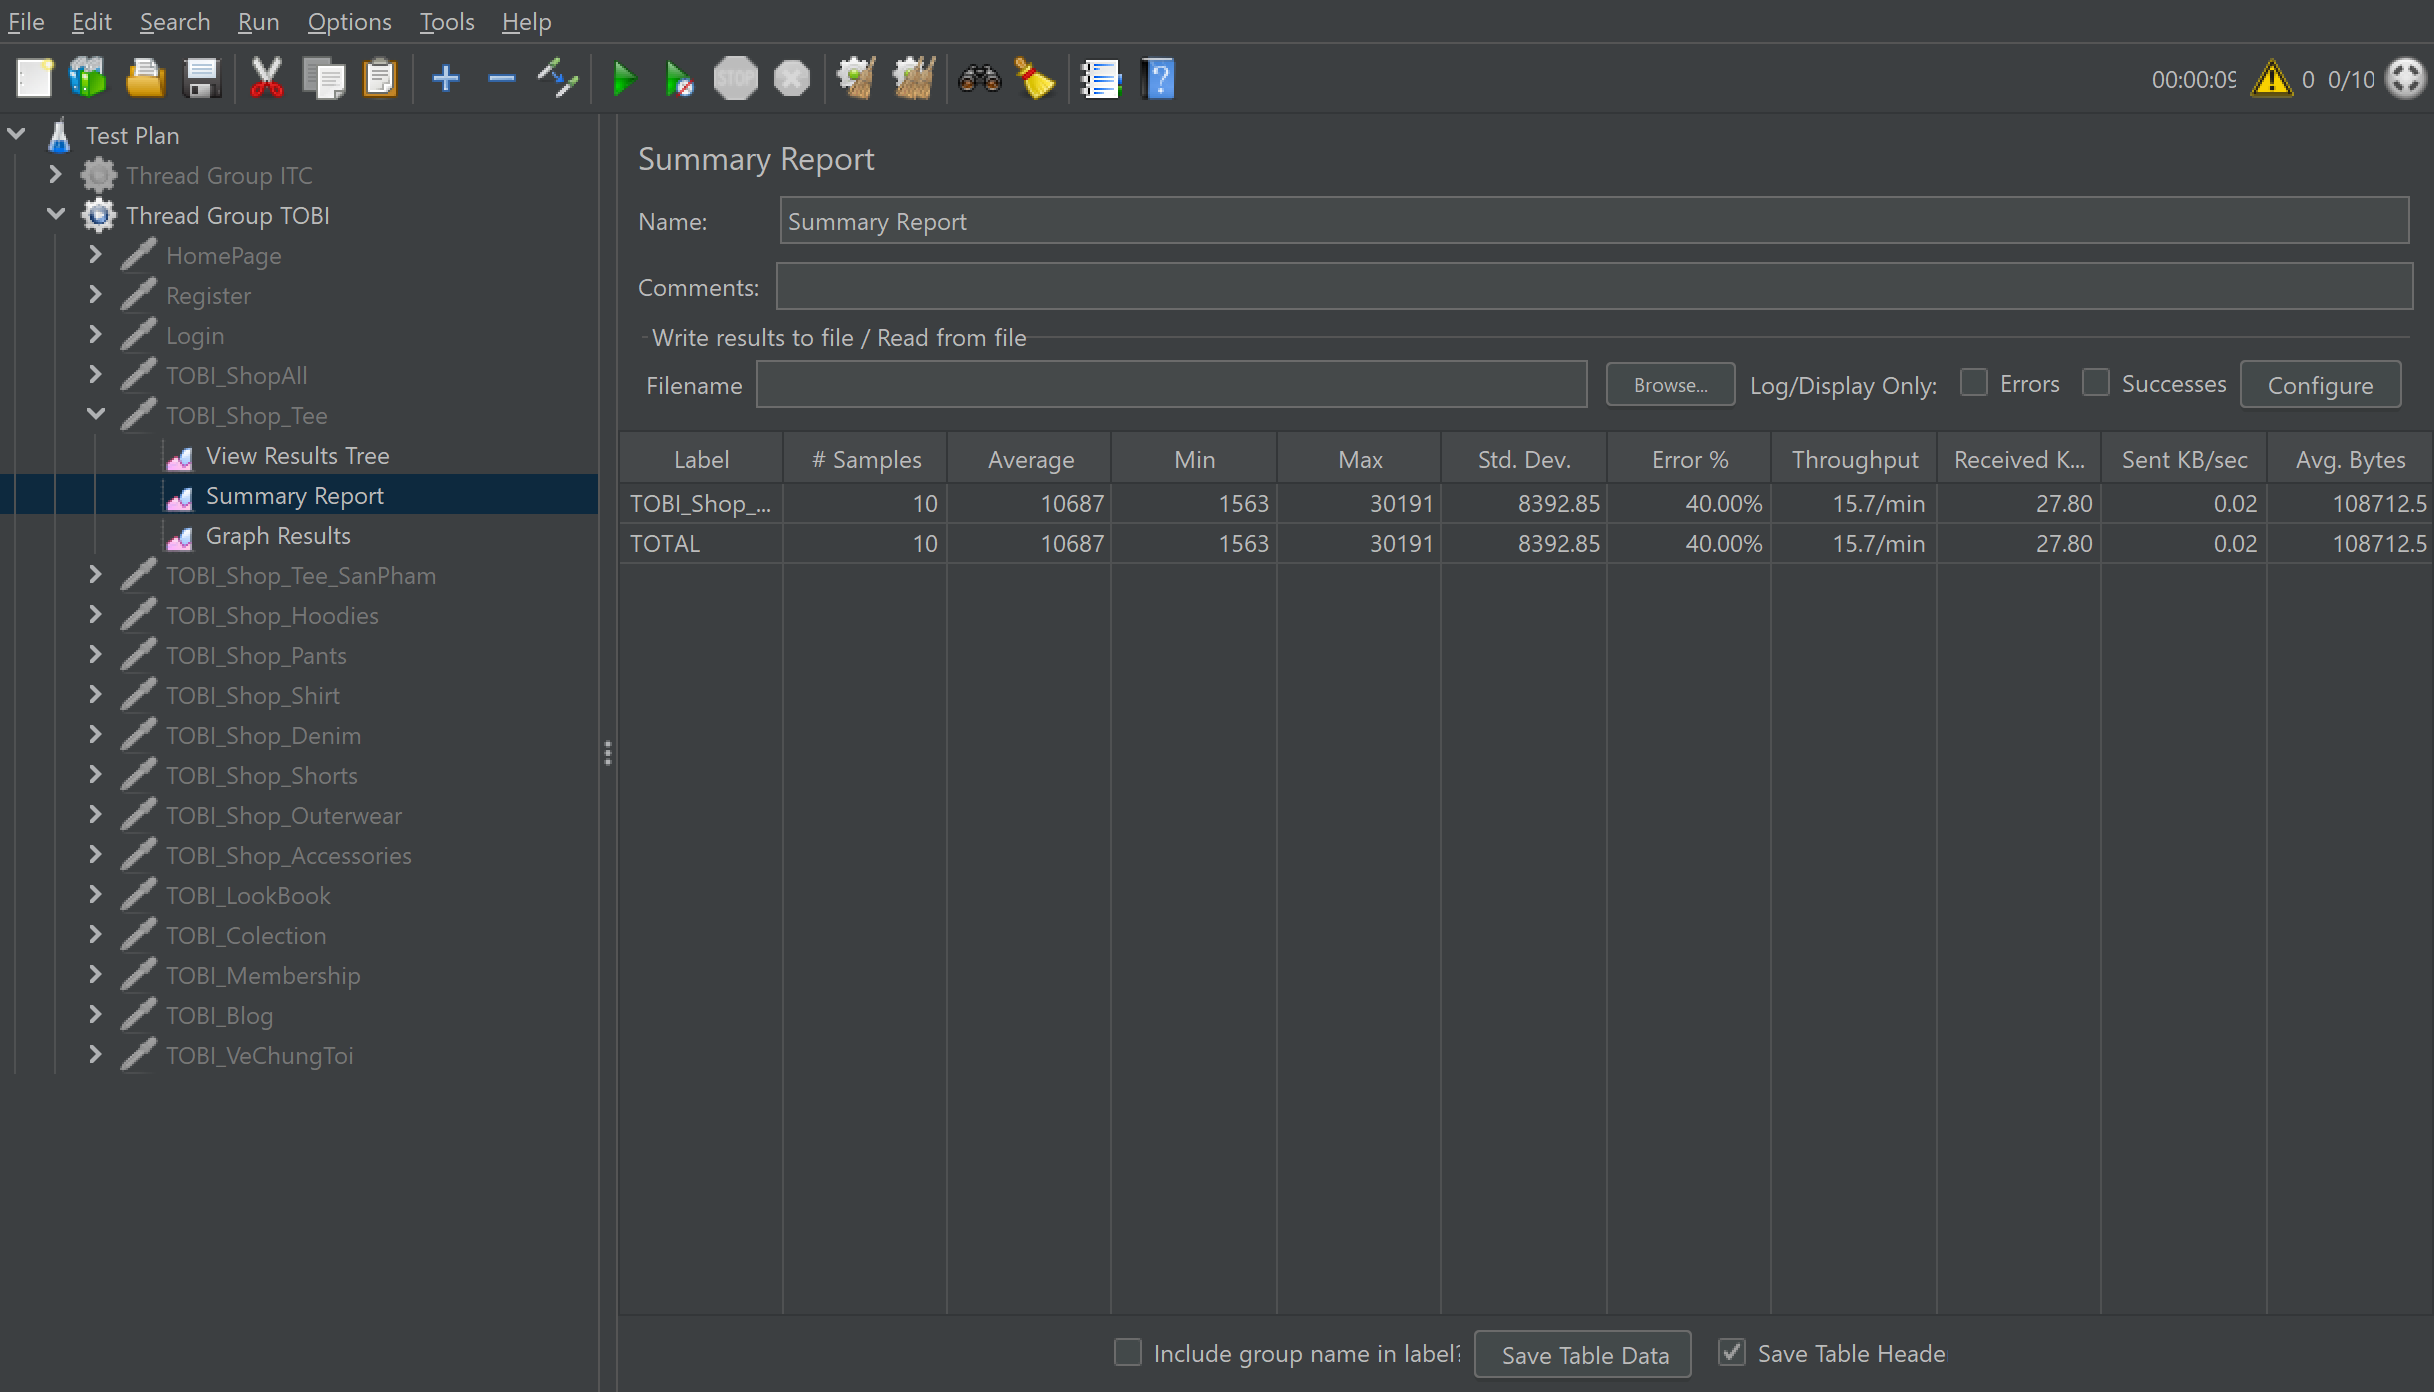 File Edit Search Run Options Tools Help
STOP
00:00:09 0 0/10
Test Plan
Thread Group ITC
Thread Group TOBI
HomePage
Register
Login
TOBI_ShopAll
TOBI_Shop_Tee
View Results Tree
Summary Report
Graph Results
TOBI_Shop_Tee_SanPham
TOBI_Shop_Hoodies
TOBI_Shop_Pants
TOBI_Shop_Shirt
TOBI_Shop_Denim
TOBI_Shop_Shorts
TOBI_Shop_Outerwear
TOBI_Shop_Accessories
TOBI_LookBook
TOBI_Colection
TOBI_Membership
TOBI_Blog
TOBI_VeChungToi
Summary Report
Name: Summary Report
Comments:
Write results to file / Read from file
Filename Browse... Log/Display Only: Errors Successes Configure
Label # Samples Average Min Max Std. Dev. Error % Throughput Received K... Sent KB/sec Avg. Bytes
TOBI_Shop_... 10 10687 1563 30191 8392.85 40.00% 15.7/min 27.80 0.02 108712.5
TOTAL 10 10687 1563 30191 8392.85 40.00% 15.7/min 27.80 0.02 108712.5
Include group name in label? Save Table Data Save Table Heade